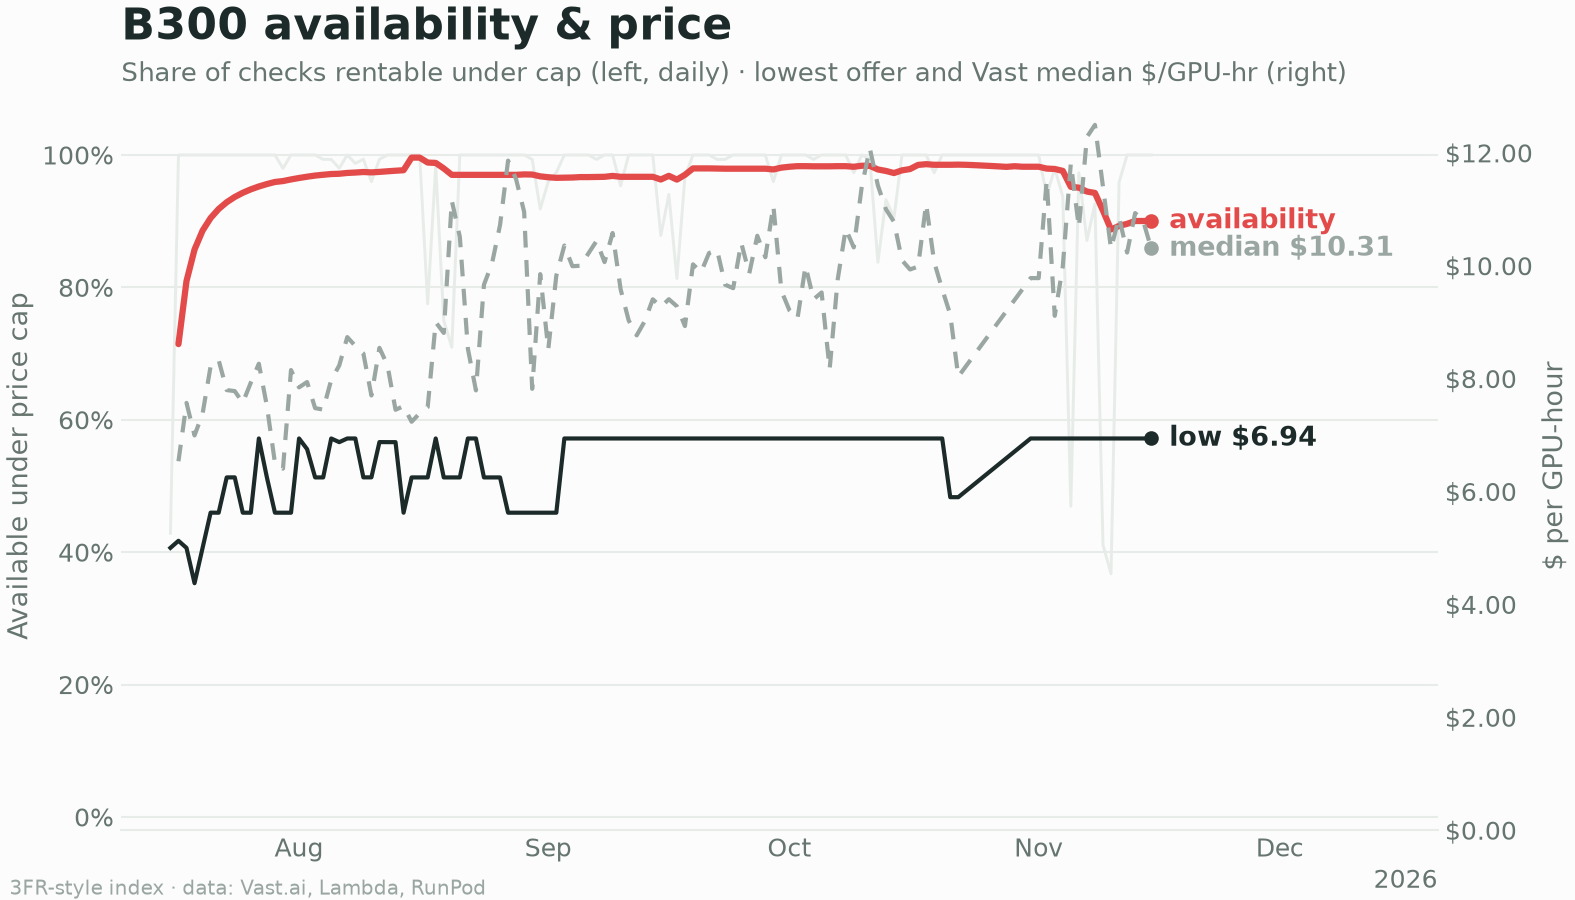 B300 availability & price
Share of checks rentable under cap (left, daily) · lowest offer and Vast median $/GPU-hr (right)
Available under price cap
100%
80%
60%
40%
20%
0%
$12.00
$10.00
$8.00
$6.00
$4.00
$2.00
$0.00
$ per GPU-hour
availability
median $10.31
low $6.94
Aug Sep Oct Nov Dec
2026
3FR-style index · data: Vast.ai, Lambda, RunPod